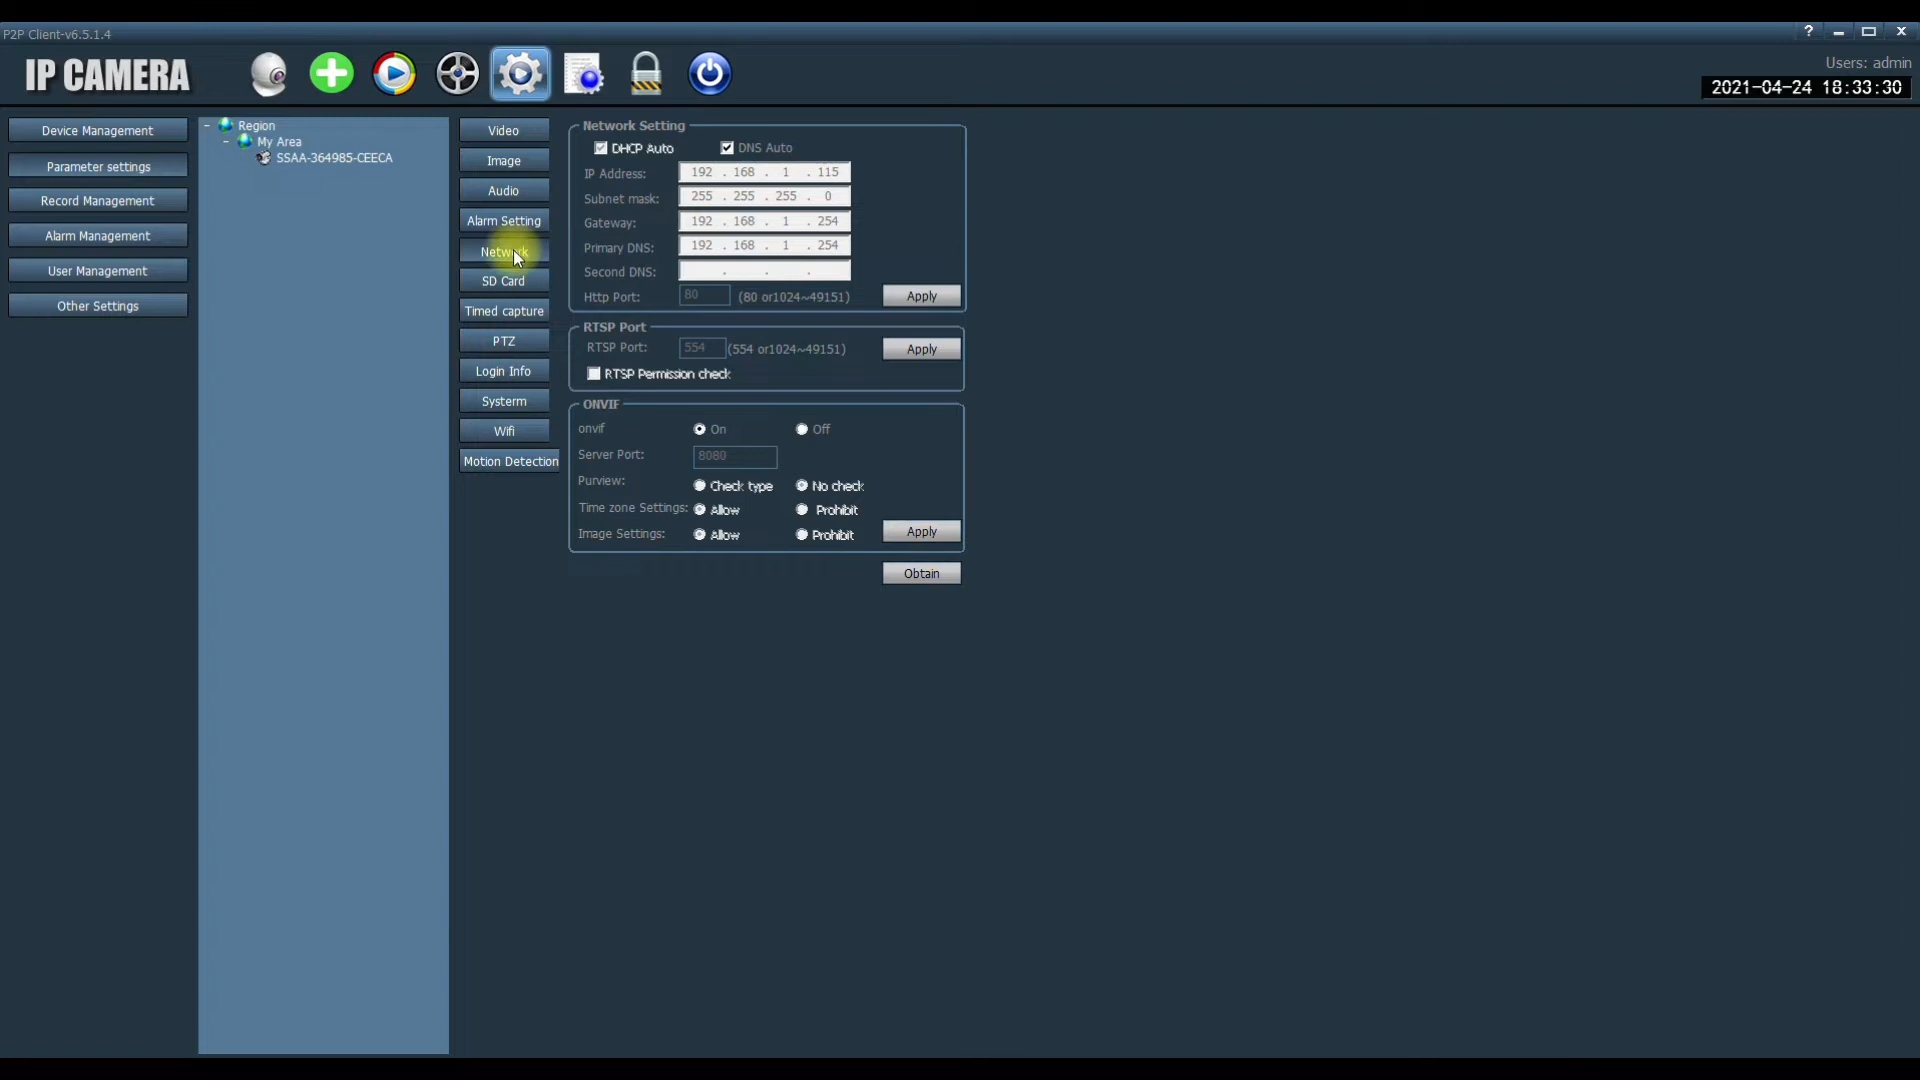 P2P Client-v6.5.1.4
IP CAMERA
Users: admin
2021-04-24 18:33:30
Device Management
Parameter settings
Record Management
Alarm Management
User Management
Other Settings
Region
My Area
SSAA-364985-CEECA
Video
Image
Audio
Alarm Setting
Network
SD Card
Timed capture
PTZ
Login Info
Systerm
Wifi
Motion Detection
Network Setting
DHCP Auto DNS Auto
IP Address: 192 . 168 . 1 . 115
Subnet mask: 255 . 255 . 255 . 0
Gateway: 192 . 168 . 1 . 254
Primary DNS: 192 . 168 . 1 . 254
Second DNS: . . .
Http Port: 80 (80 or1024~49151) Apply
RTSP Port
RTSP Port: 554 (554 or1024~49151) Apply
RTSP Permission check
ONVIF
onvif On Off
Server Port: 8080
Purview: Check type No check
Time zone Settings: Allow Prohibit
Image Settings: Allow Prohibit Apply
Obtain